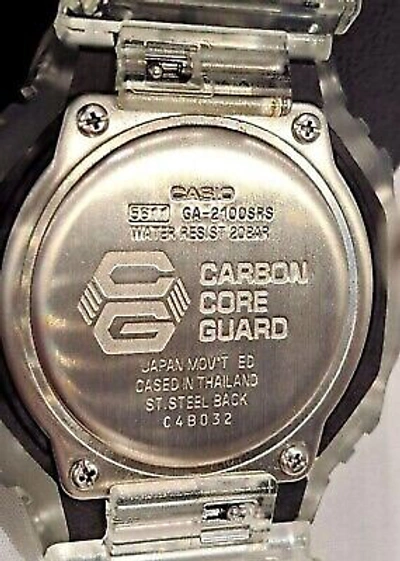 CASIO
5611 GA-2100SRS
WATER RESIST 20BAR
CARBON
CORE
GUARD
JAPAN MOV'T ED
CASED IN THAILAND
ST.STEEL BACK
C4B032